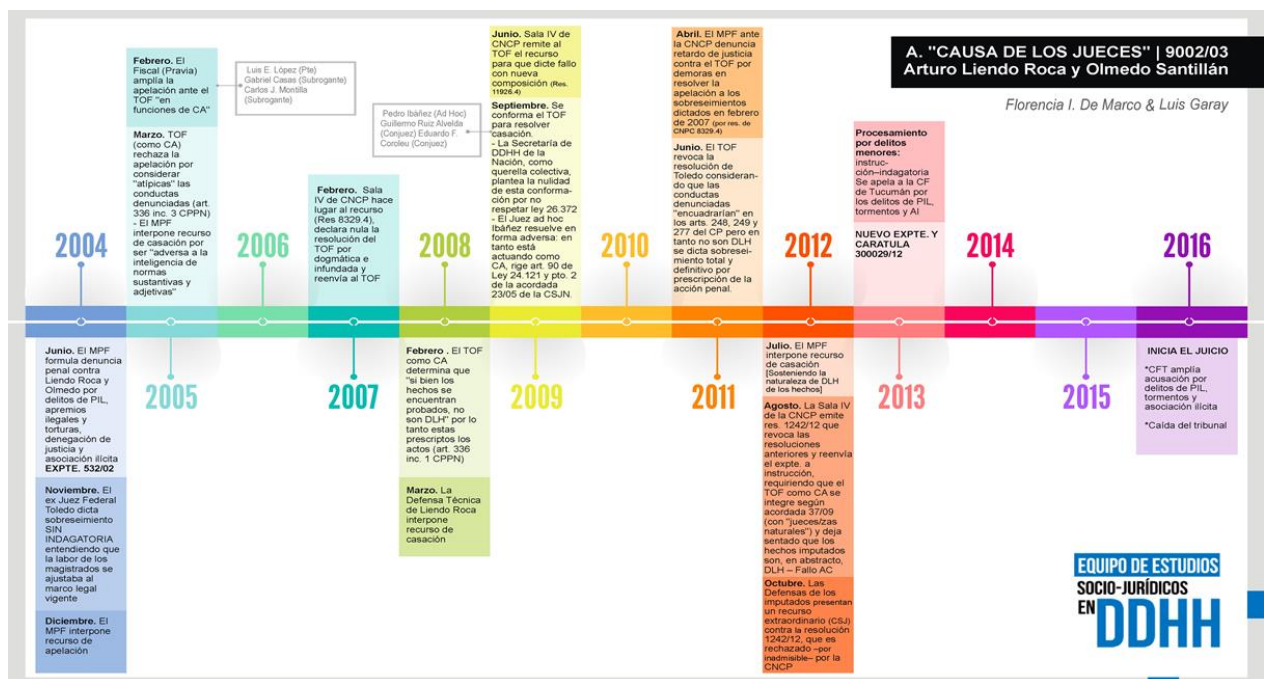 A. "CAUSA DE LOS JUECES" | 9002/03
Arturo Liendo Roca y Olmedo Santillán
Florencia I. De Marco & Luis Garay
2004
Junio. El MPF
formula denuncia
penal contra
Liendo Roca y
Olmedo por
delitos de PIL,
apremios
ilegales y
torturas,
denegación de
justicia y
asociación ilícita
EXPTE. 532/02
Noviembre. El
ex Juez Federal
Toledo dicta
sobreseimiento
SIN
INDAGATORIA
entendiendo que
la labor de los
magistrados se
ajustaba al
marco legal
vigente
Diciembre. El
MPF interpone
recurso de
apelación
Febrero. El
Fiscal (Pravia)
amplía la
apelación ante el
TOF "en
funciones de CA"
Luis E. López (Pte)
Gabriel Casas (Subrogante)
Carlos J. Montilla
(Subrogante)
Marzo. TOF
(como CA)
rechaza la
apelación por
considerar
"atípicas" las
conductas
denunciadas (art.
336 inc. 3 CPPN)
- El MPF
interpone recurso
de casación por
ser "adversa a la
inteligencia de
normas
sustantivas y
adjetivas"
2005
2006
Febrero. Sala
IV de CNCP hace
lugar al recurso
(Res 8329.4),
declara nula la
resolución del
TOF por
dogmática e
infundada y
reenvía al TOF
2007
2008
Febrero . El TOF
como CA
determina que
"si bien los
hechos se
encuentran
probados, no
son DLH" por lo
tanto estas
prescriptos los
actos (art. 336
inc. 1 CPPN)
Marzo. La
Defensa Técnica
de Liendo Roca
interpone
recurso de
casación
Junio. Sala IV de
CNCP remite al
TOF el recurso
para que dicte fallo
con nueva
composición (Res.
11926.4)
Pedro Ibáñez (Ad Hoc)
Guillermo Ruiz Alvelda
(Conjuez) Eduardo F.
Coroleu (Conjuez)
Septiembre. Se
conforma el TOF
para resolver
casación.
- La Secretaría de
DDHH de la
Nación, como
querella colectiva,
plantea la nulidad
de esta conforma-
ción por no
respetar ley 26.372
- El Juez ad hoc
Ibáñez resuelve en
forma adversa: en
tanto está
actuando como
CA, rige art. 90 de
Ley 24.121 y pto. 2
de la acordada
23/05 de la CSJN.
2009
2010
Abril. El MPF ante
la CNCP denuncia
retardo de justicia
contra el TOF por
demoras en
resolver la
apelación a los
sobreseimientos
dictados en febrero
de 2007 (por res. de
CNPC 8329.4)
Junio. El TOF
revoca la
resolución de
Toledo consideran-
do que las
conductas
denunciadas
"encuadrarían" en
los arts. 248, 249 y
277 del CP pero en
tanto no son DLH
se dicta sobresei-
miento total y
definitivo por
prescripción de la
acción penal.
2011
2012
Julio. El MPF
interpone recurso
de casación
[Sosteniendo la
naturaleza de DLH
de los hechos]
Agosto. La Sala IV
de la CNCP emite
res. 1242/12 que
revoca las
resoluciones
anteriores y reenvía
el expte. a
instrucción,
requiriendo que el
TOF como CA se
integre según
acordada 37/09
(con "jueces/zas
naturales") y deja
sentado que los
hechos imputados
son, en abstracto,
DLH – Fallo AC
Octubre. Las
Defensas de los
imputados presentan
un recurso
extraordinario (CSJ)
contra la resolución
1242/12, que es
rechazado –por
inadmisible– por la
CNCP
Procesamiento
por delitos
menores:
instruc-
ción–indagatoria
Se apela a la CF
de Tucumán por
los delitos de PIL,
tormentos y AI
NUEVO EXPTE. Y
CARATULA
300029/12
2013
2014
2015
2016
INICIA EL JUICIO
*CFT amplía
acusación por
delitos de PIL,
tormentos y
asociación ilícita
*Caída del tribunal
EQUIPO DE ESTUDIOS
SOCIO-JURÍDICOS
EN DDHH